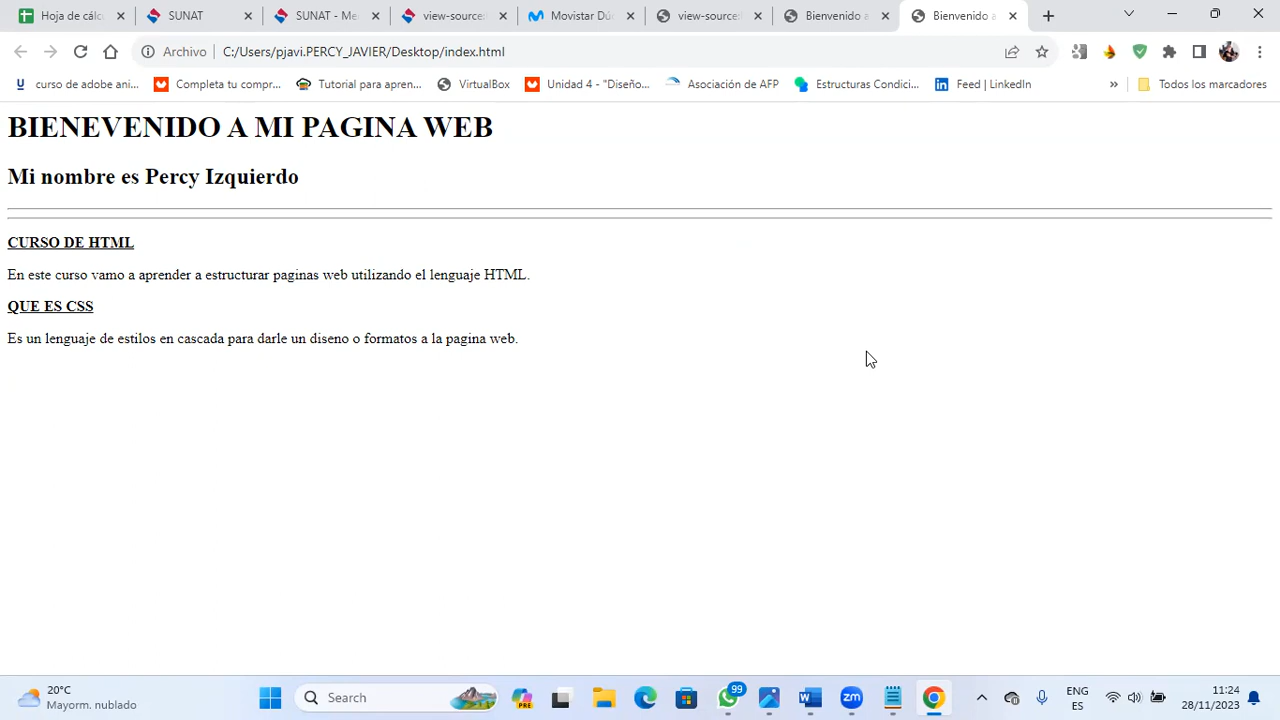 Hoja de cálc
SUNAT
SUNAT - Me
view-source:
Movistar Dú
view-source:
Bienvenido a
Bienvenido a
Archivo
C:/Users/pjavi.PERCY_JAVIER/Desktop/index.html
curso de adobe ani...
Completa tu compr...
Tutorial para apren...
VirtualBox
Unidad 4 - "Diseño...
Asociación de AFP
Estructuras Condici...
Feed | LinkedIn
»
Todos los marcadores
BIENEVENIDO A MI PAGINA WEB
Mi nombre es Percy Izquierdo
CURSO DE HTML
En este curso vamo a aprender a estructurar paginas web utilizando el lenguaje HTML.
QUE ES CSS
Es un lenguaje de estilos en cascada para darle un diseno o formatos a la pagina web.
20°C
Mayorm. nublado
Search
PRE
99
zm
ENG
ES
11:24
28/11/2023